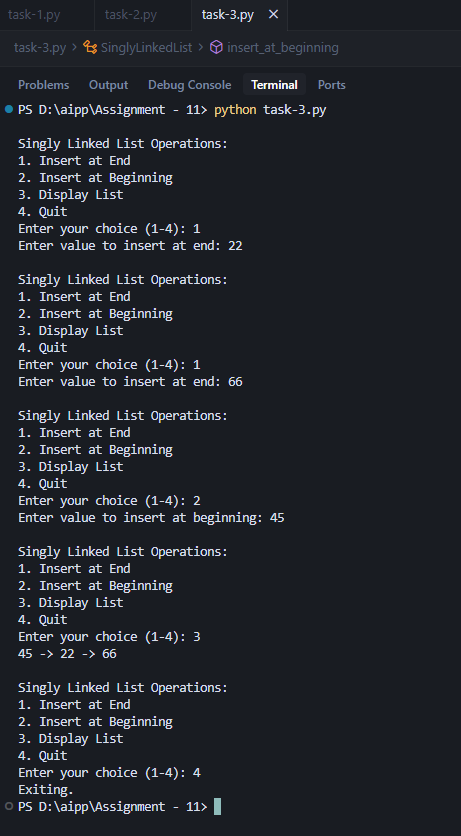 task-1.py task-2.py task-3.py
task-3.py > SinglyLinkedList > insert_at_beginning
Problems Output Debug Console Terminal Ports
PS D:\aipp\Assignment - 11> python task-3.py
Singly Linked List Operations:
1. Insert at End
2. Insert at Beginning
3. Display List
4. Quit
Enter your choice (1-4): 1
Enter value to insert at end: 22
Singly Linked List Operations:
1. Insert at End
2. Insert at Beginning
3. Display List
4. Quit
Enter your choice (1-4): 1
Enter value to insert at end: 66
Singly Linked List Operations:
1. Insert at End
2. Insert at Beginning
3. Display List
4. Quit
Enter your choice (1-4): 2
Enter value to insert at beginning: 45
Singly Linked List Operations:
1. Insert at End
2. Insert at Beginning
3. Display List
4. Quit
Enter your choice (1-4): 3
45 -> 22 -> 66
Singly Linked List Operations:
1. Insert at End
2. Insert at Beginning
3. Display List
4. Quit
Enter your choice (1-4): 4
Exiting.
PS D:\aipp\Assignment - 11>